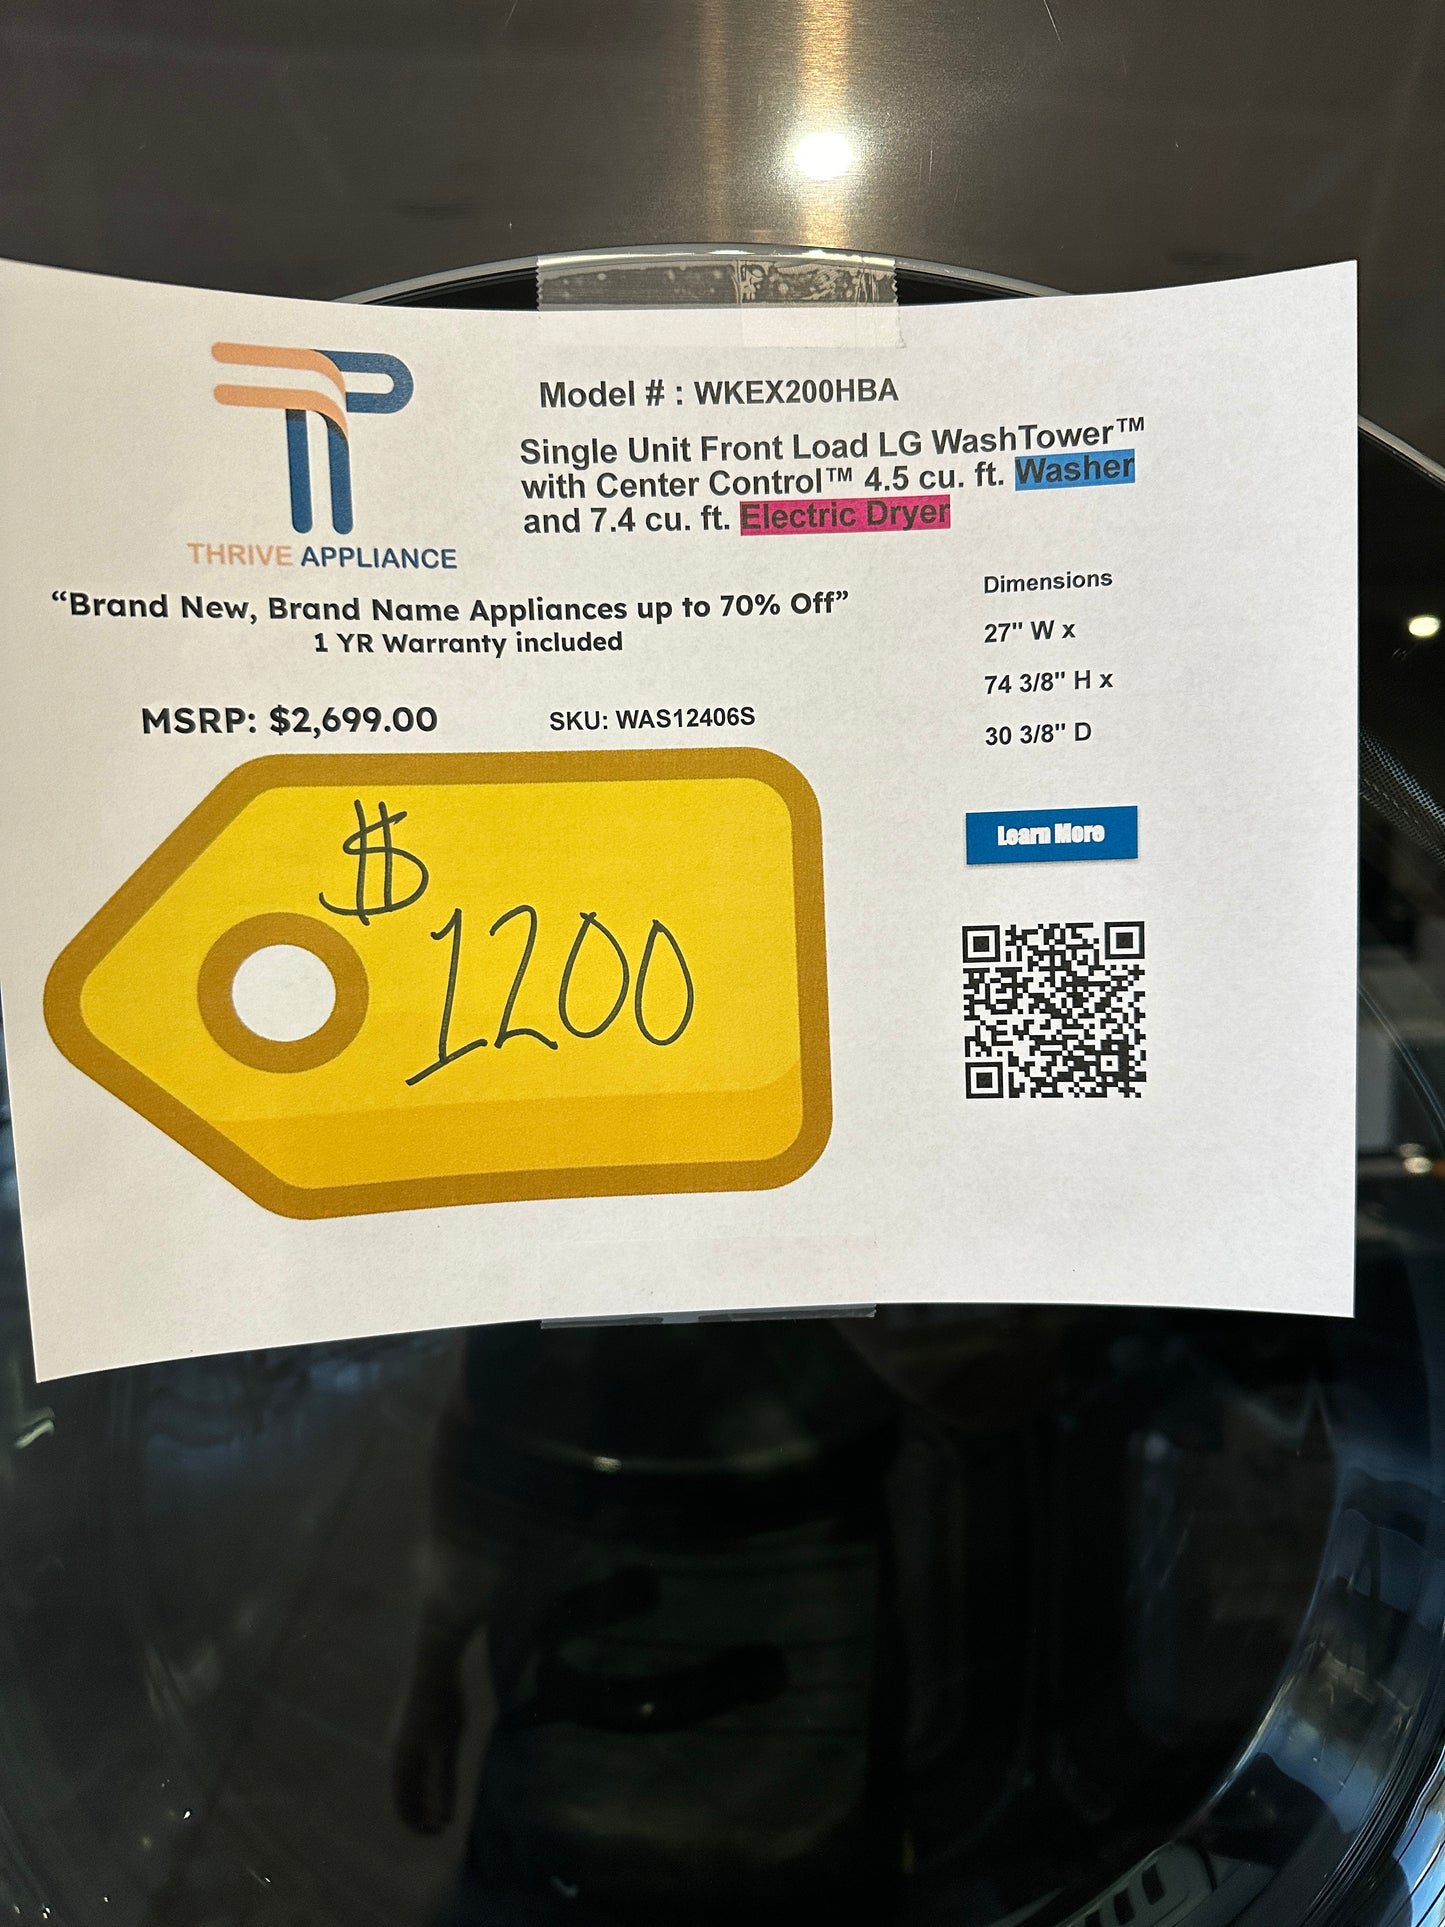 THRIVE APPLIANCE
Model # : WKEX200HBA
Single Unit Front Load LG WashTower™
with Center Control™ 4.5 cu. ft. Washer
and 7.4 cu. ft. Electric Dryer
“Brand New, Brand Name Appliances up to 70% Off”
1 YR Warranty included
MSRP: $2,699.00
SKU: WAS12406S
Dimensions
27" W x
74 3/8" H x
30 3/8" D
Learn More
$
1200